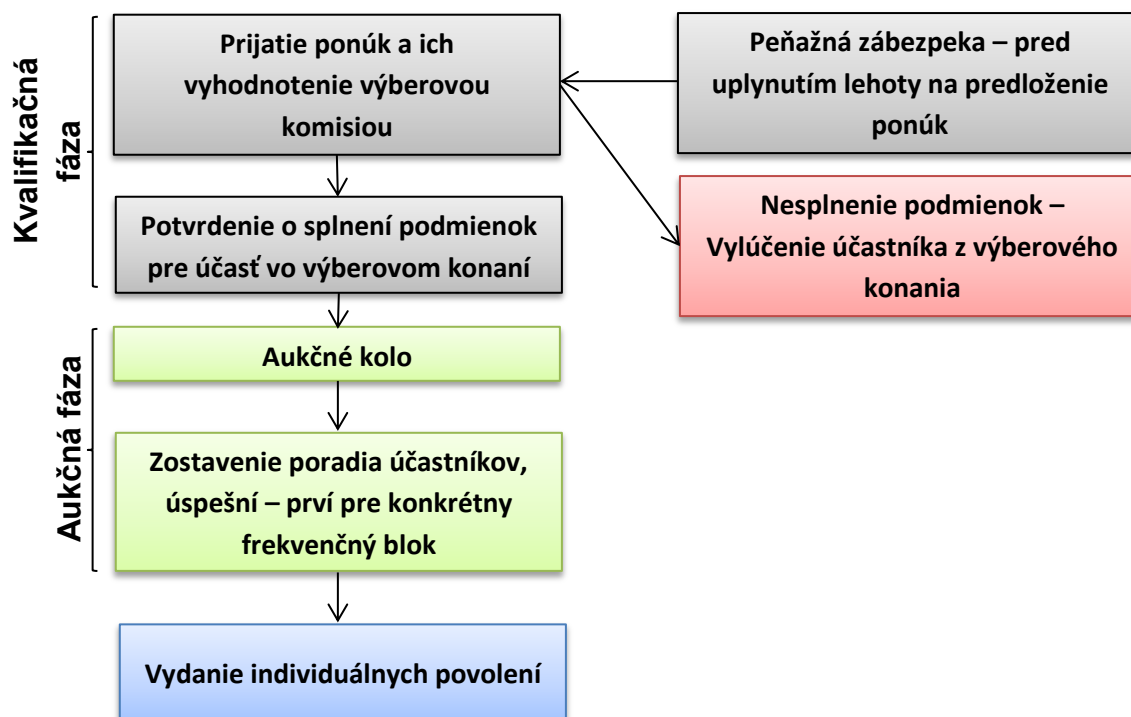 Kvalifikačná
fáza
Prijatie ponúk a ich
vyhodnotenie výberovou
komisiou
Peňažná zábezpeka – pred
uplynutím lehoty na predloženie
ponúk
Nesplnenie podmienok –
Vylúčenie účastníka z výberového
konania
Potvrdenie o splnení podmienok
pre účasť vo výberovom konaní
Aukčná fáza
Aukčné kolo
Zostavenie poradia účastníkov,
úspešní – prví pre konkrétny
frekvenčný blok
Vydanie individuálnych povolení